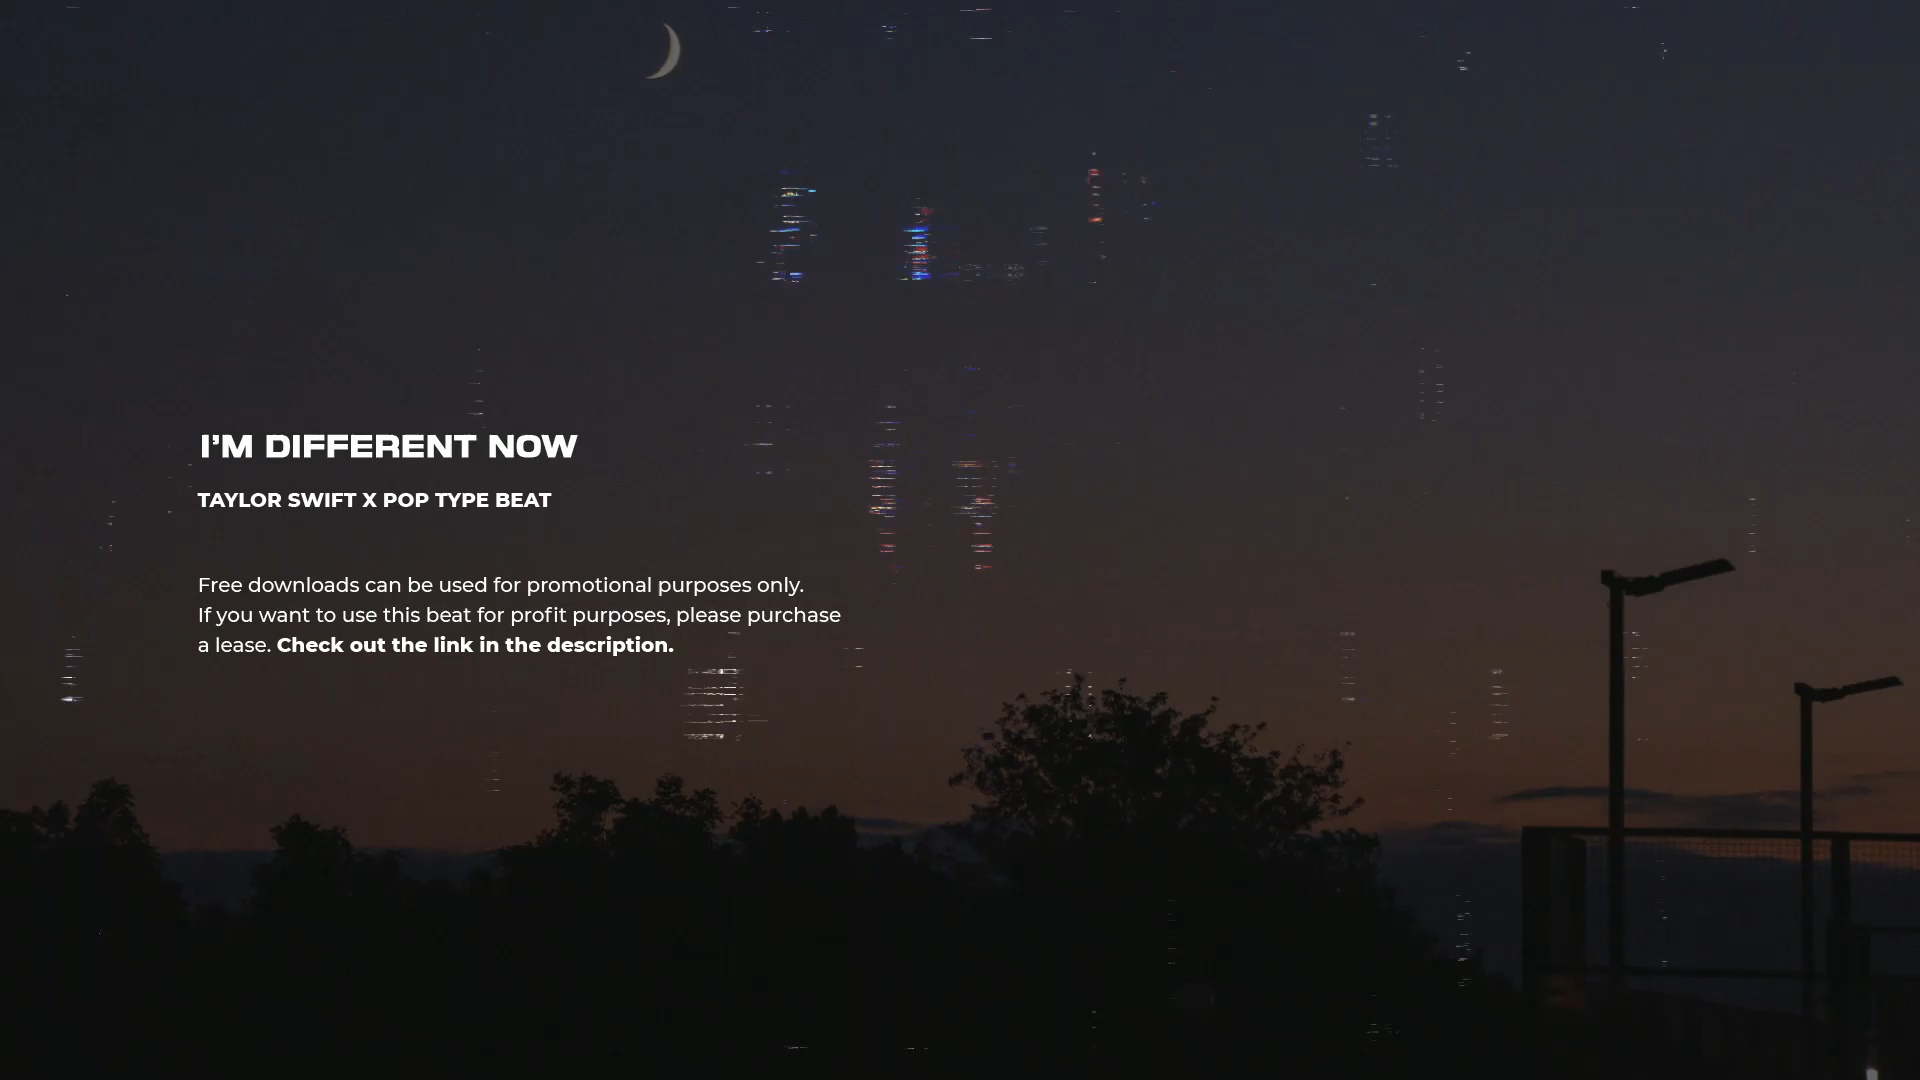 I'M DIFFERENT NOW
TAYLOR SWIFT X POP TYPE BEAT
Free downloads can be used for promotional purposes only.
If you want to use this beat for profit purposes, please purchase
a lease. Check out the link in the description.